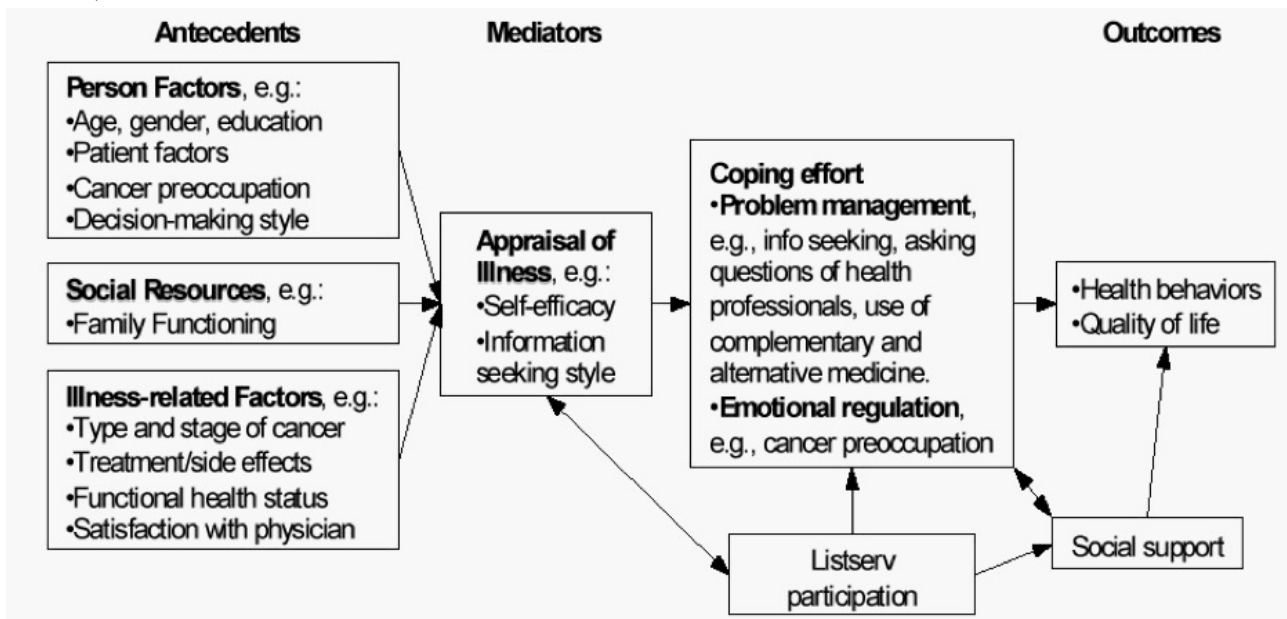 Antecedents
Mediators
Outcomes
Person Factors, e.g.:
•Age, gender, education
•Patient factors
•Cancer preoccupation
•Decision-making style
Social Resources, e.g.:
•Family Functioning
Illness-related Factors, e.g.:
•Type and stage of cancer
•Treatment/side effects
•Functional health status
•Satisfaction with physician
Appraisal of
Illness, e.g.:
•Self-efficacy
•Information
seeking style
Coping effort
•Problem management,
e.g., info seeking, asking
questions of health
professionals, use of
complementary and
alternative medicine.
•Emotional regulation,
e.g., cancer preoccupation
•Health behaviors
•Quality of life
Listserv
participation
Social support